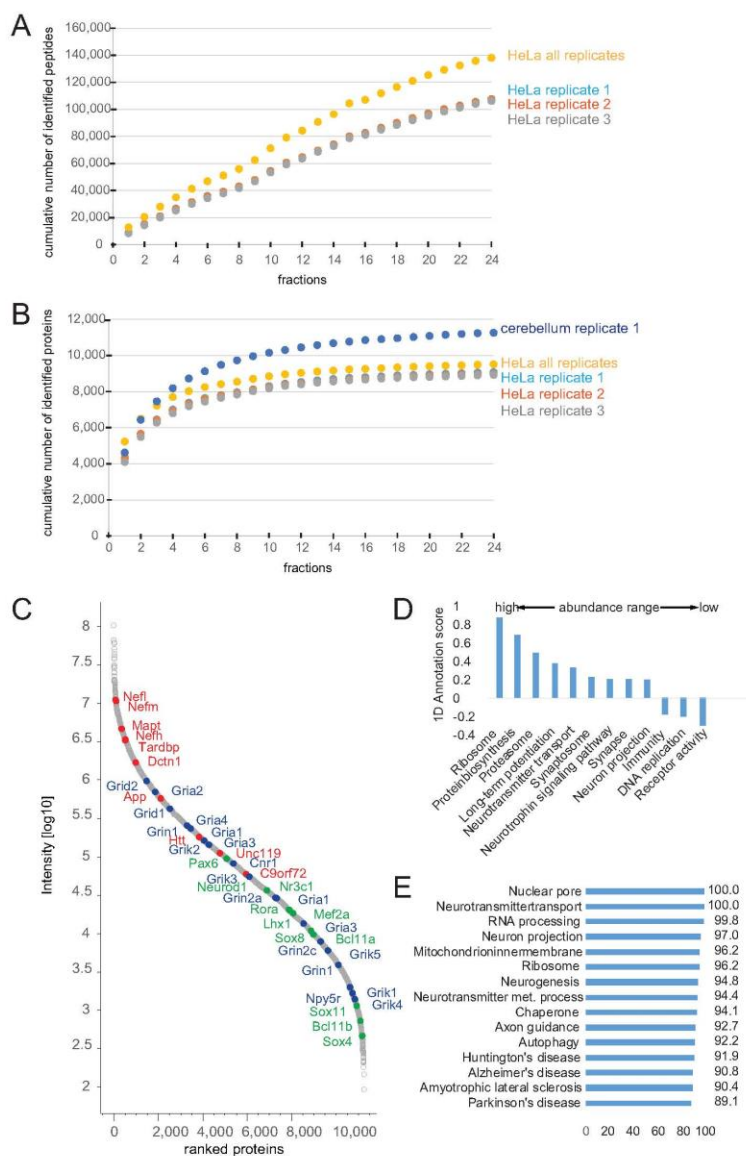 A
cumulative number of identified peptides
160,000
140,000
120,000
100,000
80,000
60,000
40,000
20,000
0
0 2 4 6 8 10 12 14 16 18 20 22 24
fractions
HeLa all replicates
HeLa replicate 1
HeLa replicate 2
HeLa replicate 3
B
cumulative number of identified proteins
12,000
10,000
8,000
6,000
4,000
2,000
0
0 2 4 6 8 10 12 14 16 18 20 22 24
fractions
cerebellum replicate 1
HeLa all replicates
HeLa replicate 1
HeLa replicate 2
HeLa replicate 3
C
Intensity [log10]
8
7.5
7
6.5
6
5.5
5
4.5
4
3.5
3
2.5
2
Nefl
Nefm
Mapt
Nefh
Tardbp
Dctn1
Grid2
Gria2
App
Grid1
Gria4
Grin1
Gria1
Htt
Gria3
Grik2
Unc119
Pax6
Cnr1
Grik3
C9orf72
Neurod1
Nr3c1
Grin2a
Gria1
Rora
Mef2a
Lhx1
Gria3
Sox8
Bcl11a
Grin2c
Grik5
Grin1
Grik1
Npy5r
Grik4
Sox11
Bcl11b
Sox4
0 2,000 4,000 6,000 8,000 10,000
ranked proteins
D
1D Annotation score
1
0.8
0.6
0.4
0.2
0
-0.2
-0.4
high abundance range low
Ribosome
Proteinbiosynthesis
Proteasome
Long-term potentiation
Neurotransmitter transport
Synaptosome
Neurotrophin signaling pathway
Synapse
Neuron projection
Immunity
DNA replication
Receptor activity
E
Nuclear pore 100.0
Neurotransmittertransport 100.0
RNA processing 99.8
Neuron projection 97.0
Mitochondrioninnermembrane 96.2
Ribosome 96.2
Neurogenesis 94.8
Neurotransmitter met. process 94.4
Chaperone 94.1
Axon guidance 92.7
Autophagy 92.2
Huntington's disease 91.9
Alzheimer's disease 90.8
Amyotrophic lateral sclerosis 90.4
Parkinson's disease 89.1
0 20 40 60 80 100